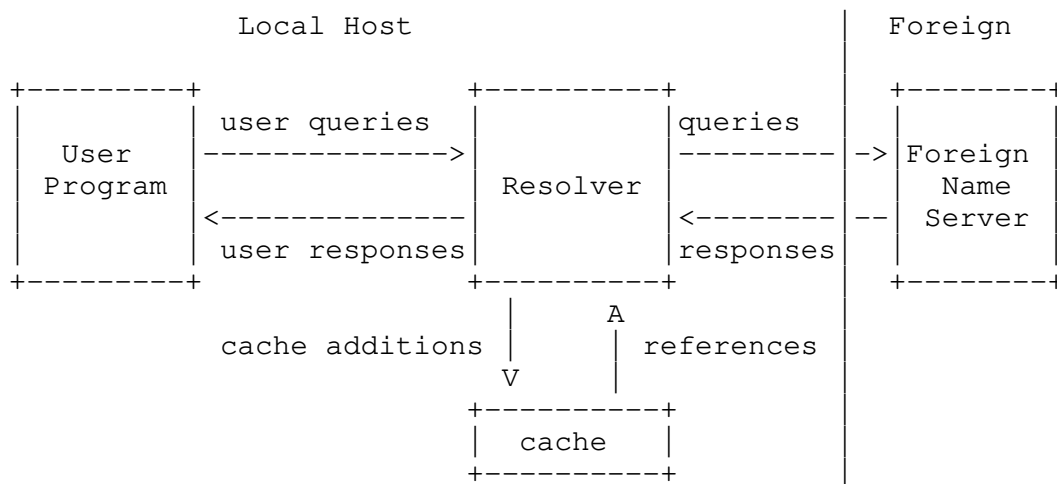 Local Host | Foreign
|
+---------+ +----------+ | +--------+
| | user queries | |queries | | |
| User |-------------->| |---------|->|Foreign |
| Program | | Resolver | | | Name |
| |<--------------| |<--------|--| Server |
| | user responses| |responses| | |
+---------+ +----------+ | +--------+
| A |
cache additions | | references |
V | |
+----------+ |
| cache | |
+----------+ |